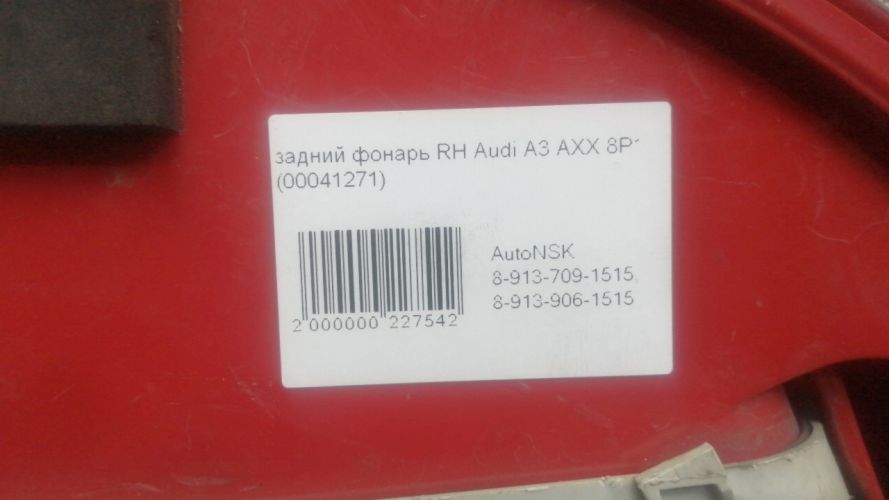 задний фонарь RH Audi A3 AXX 8P1
(00041271)
AutoNSK
8-913-709-1515,
8-913-906-1515
2 000000 227542